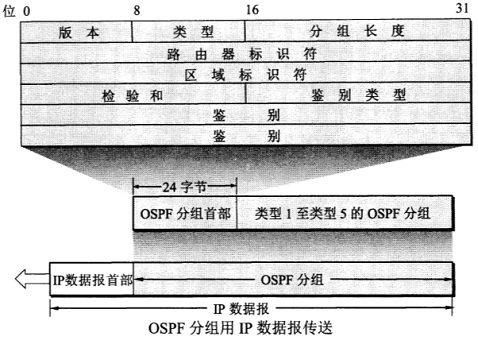 位 0 8 16 31
版本 类型 分组长度
路由器标识符
区域标识符
检验和 鉴别类型
鉴别
鉴别
24 字节
OSPF 分组首部 类型 1 至类型 5 的 OSPF 分组
IP数据报首部 OSPF 分组
IP 数据报
OSPF 分组用 IP 数据报传送